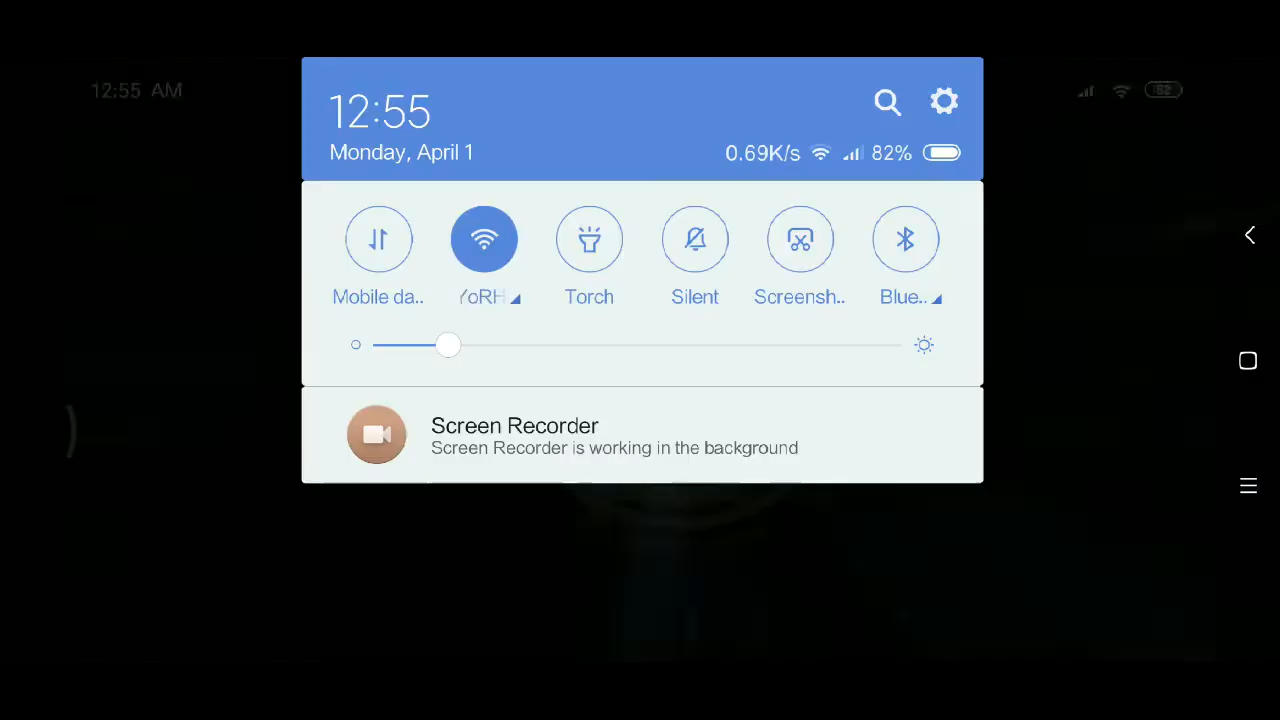 12:55 AM
12:55
Monday, April 1
0.69K/s 82%
Mobile da..
YoRH
Torch
Silent
Screensh..
Blue..
Screen Recorder
Screen Recorder is working in the background